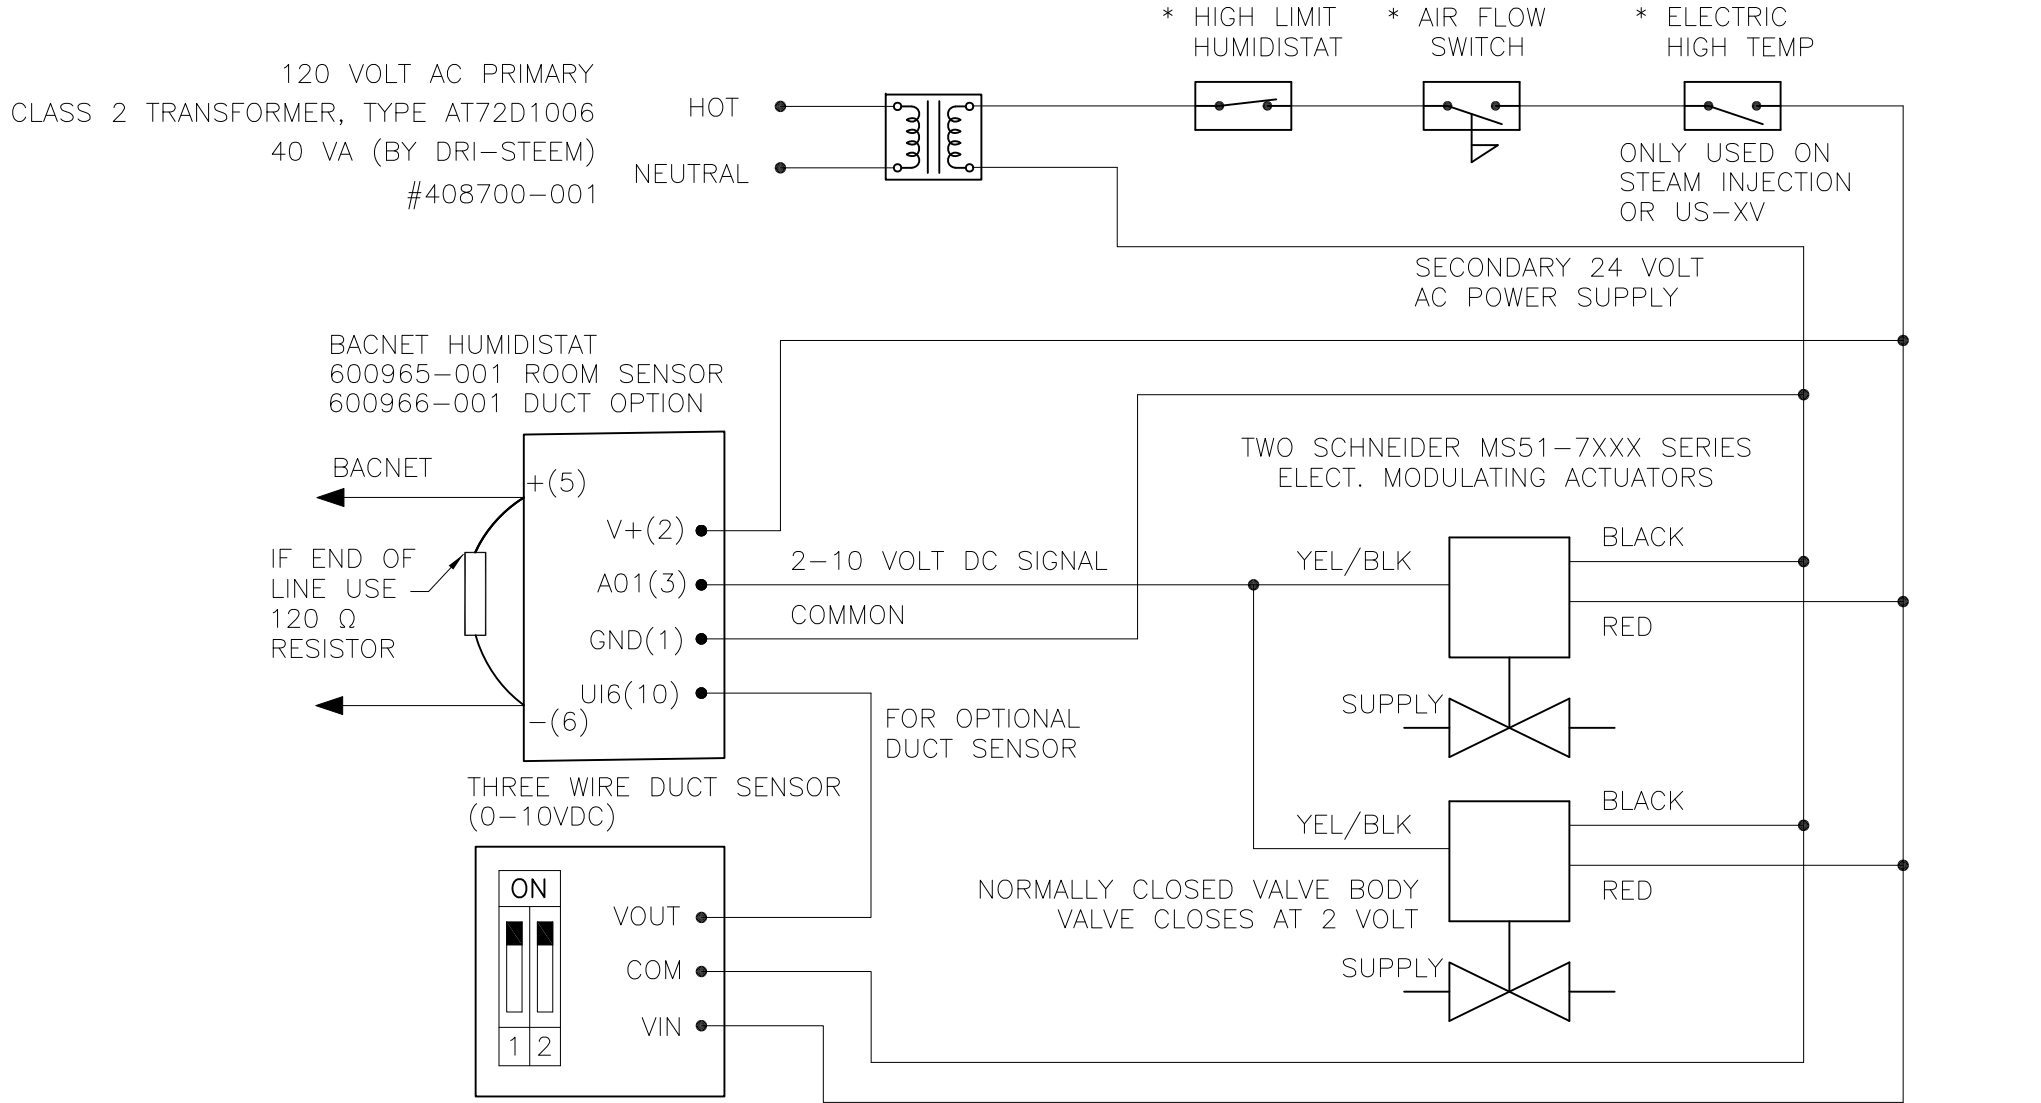 * HIGH LIMIT
HUMIDISTAT
* AIR FLOW
SWITCH
* ELECTRIC
HIGH TEMP
120 VOLT AC PRIMARY
CLASS 2 TRANSFORMER, TYPE AT72D1006
40 VA (BY DRI-STEEM)
#408700-001
HOT
NEUTRAL
ONLY USED ON
STEAM INJECTION
OR US-XV
SECONDARY 24 VOLT
AC POWER SUPPLY
BACNET HUMIDISTAT
600965-001 ROOM SENSOR
600966-001 DUCT OPTION
BACNET
+(5)
V+(2)
A01(3)
GND(1)
UI6(10)
-(6)
IF END OF
LINE USE
120 Ω
RESISTOR
2-10 VOLT DC SIGNAL
COMMON
FOR OPTIONAL
DUCT SENSOR
TWO SCHNEIDER MS51-7XXX SERIES
ELECT. MODULATING ACTUATORS
YEL/BLK
BLACK
RED
SUPPLY
YEL/BLK
BLACK
RED
NORMALLY CLOSED VALVE BODY
VALVE CLOSES AT 2 VOLT
SUPPLY
THREE WIRE DUCT SENSOR
(0-10VDC)
ON
1 2
VOUT
COM
VIN